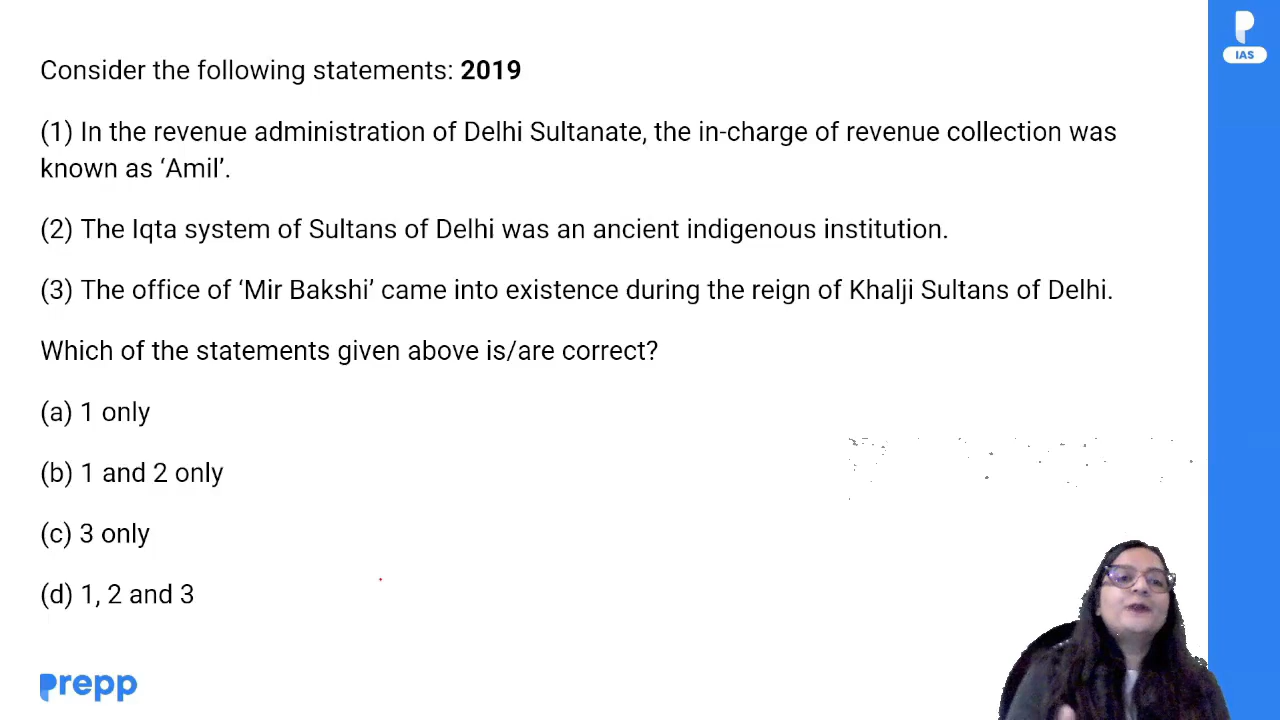 Consider the following statements: 2019
(1) In the revenue administration of Delhi Sultanate, the in-charge of revenue collection was
known as ‘Amil’.
(2) The Iqta system of Sultans of Delhi was an ancient indigenous institution.
(3) The office of ‘Mir Bakshi’ came into existence during the reign of Khalji Sultans of Delhi.
Which of the statements given above is/are correct?
(a) 1 only
(b) 1 and 2 only
(c) 3 only
(d) 1, 2 and 3
prepp
IAS